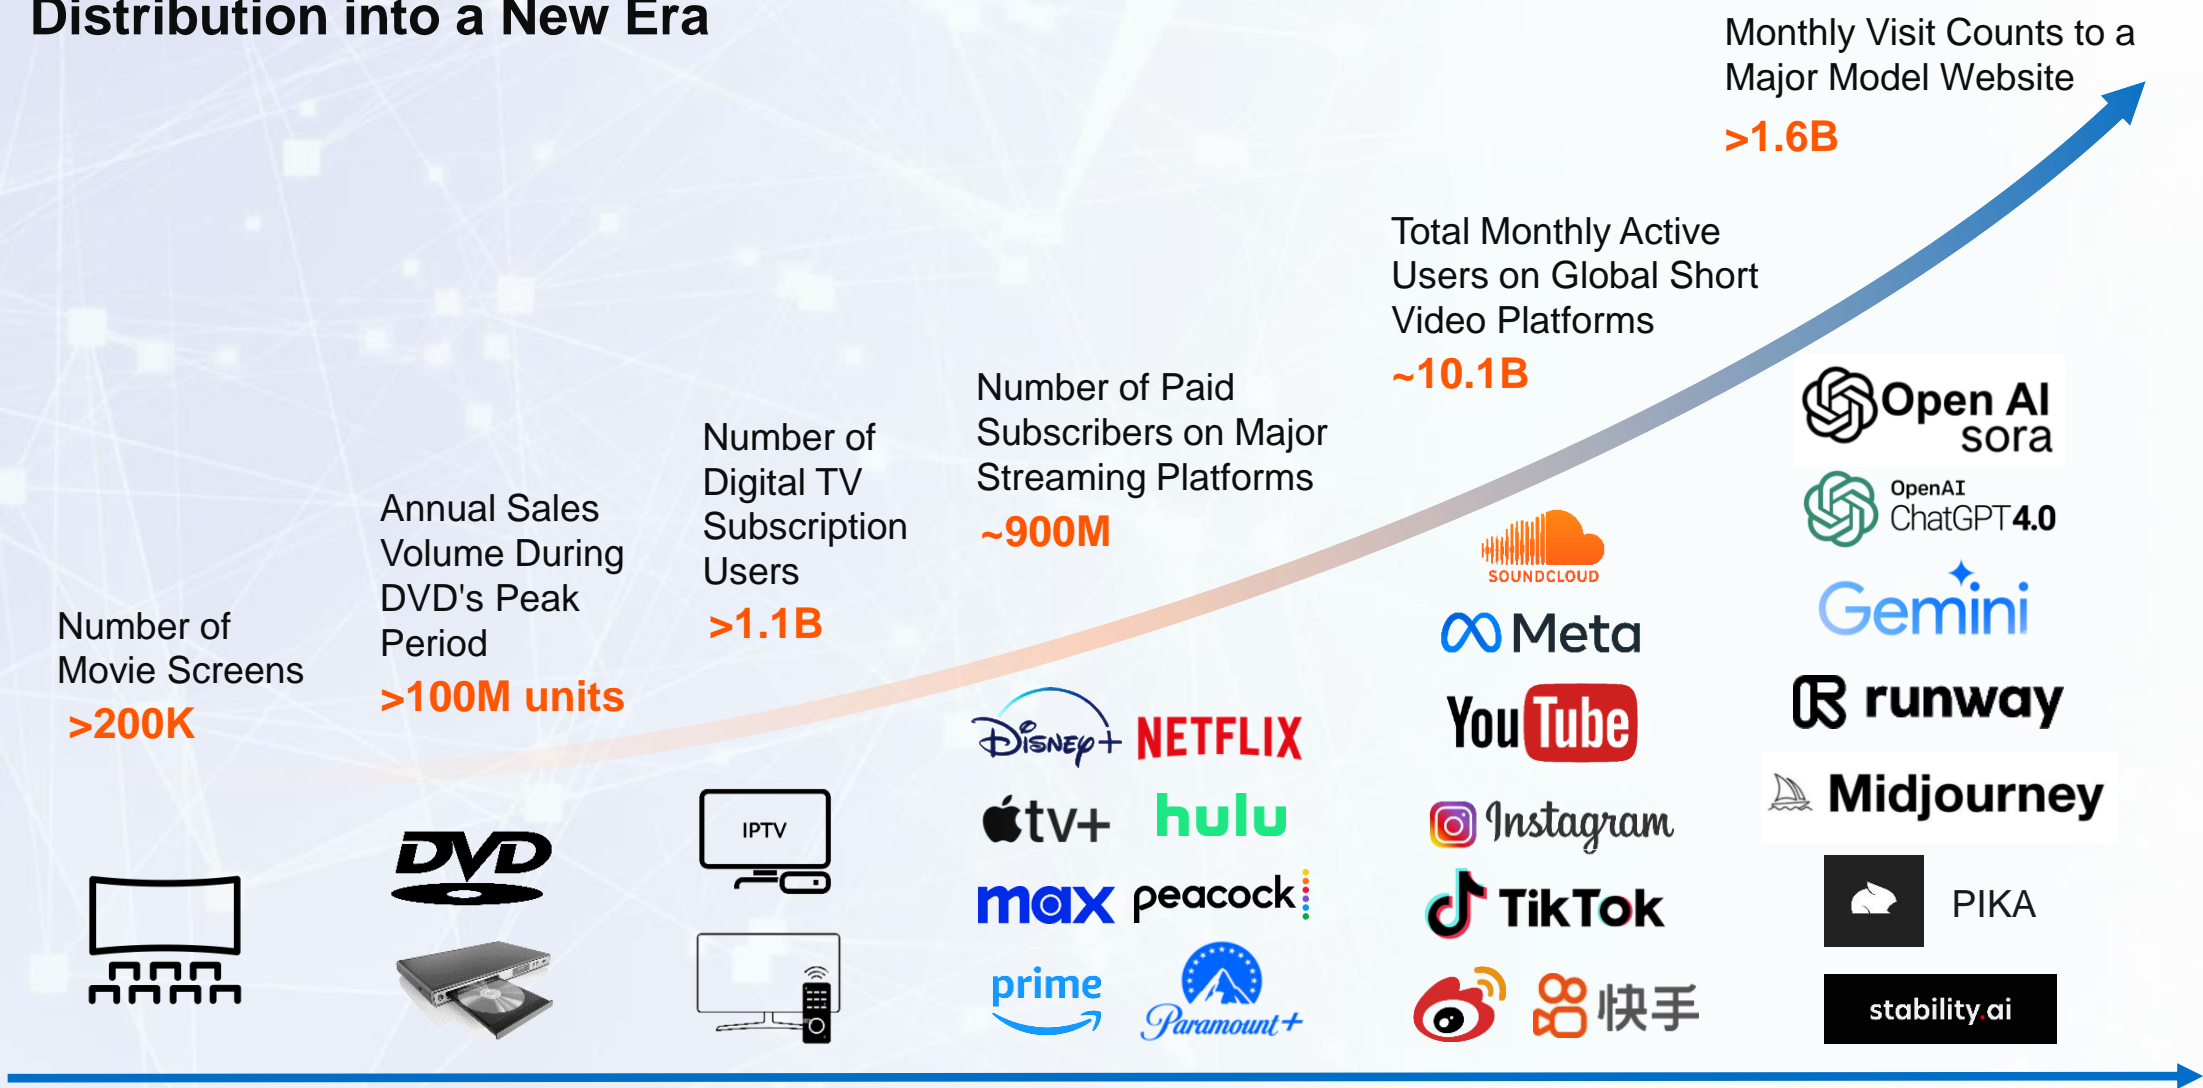 Distribution into a New Era
Monthly Visit Counts to a
Major Model Website
>1.6B
Total Monthly Active
Users on Global Short
Video Platforms
~10.1B
Number of Paid
Subscribers on Major
Streaming Platforms
~900M
Number of
Digital TV
Subscription
Users
>1.1B
Annual Sales
Volume During
DVD's Peak
Period
>100M units
Number of
Movie Screens
>200K
DVD
IPTV
Disney+ NETFLIX
tv+ hulu
max peacock
prime
Paramount+
SOUNDCLOUD
Meta
YouTube
Instagram
TikTok
快手
Open AI
sora
OpenAI
ChatGPT 4.0
Gemini
runway
Midjourney
PIKA
stability.ai